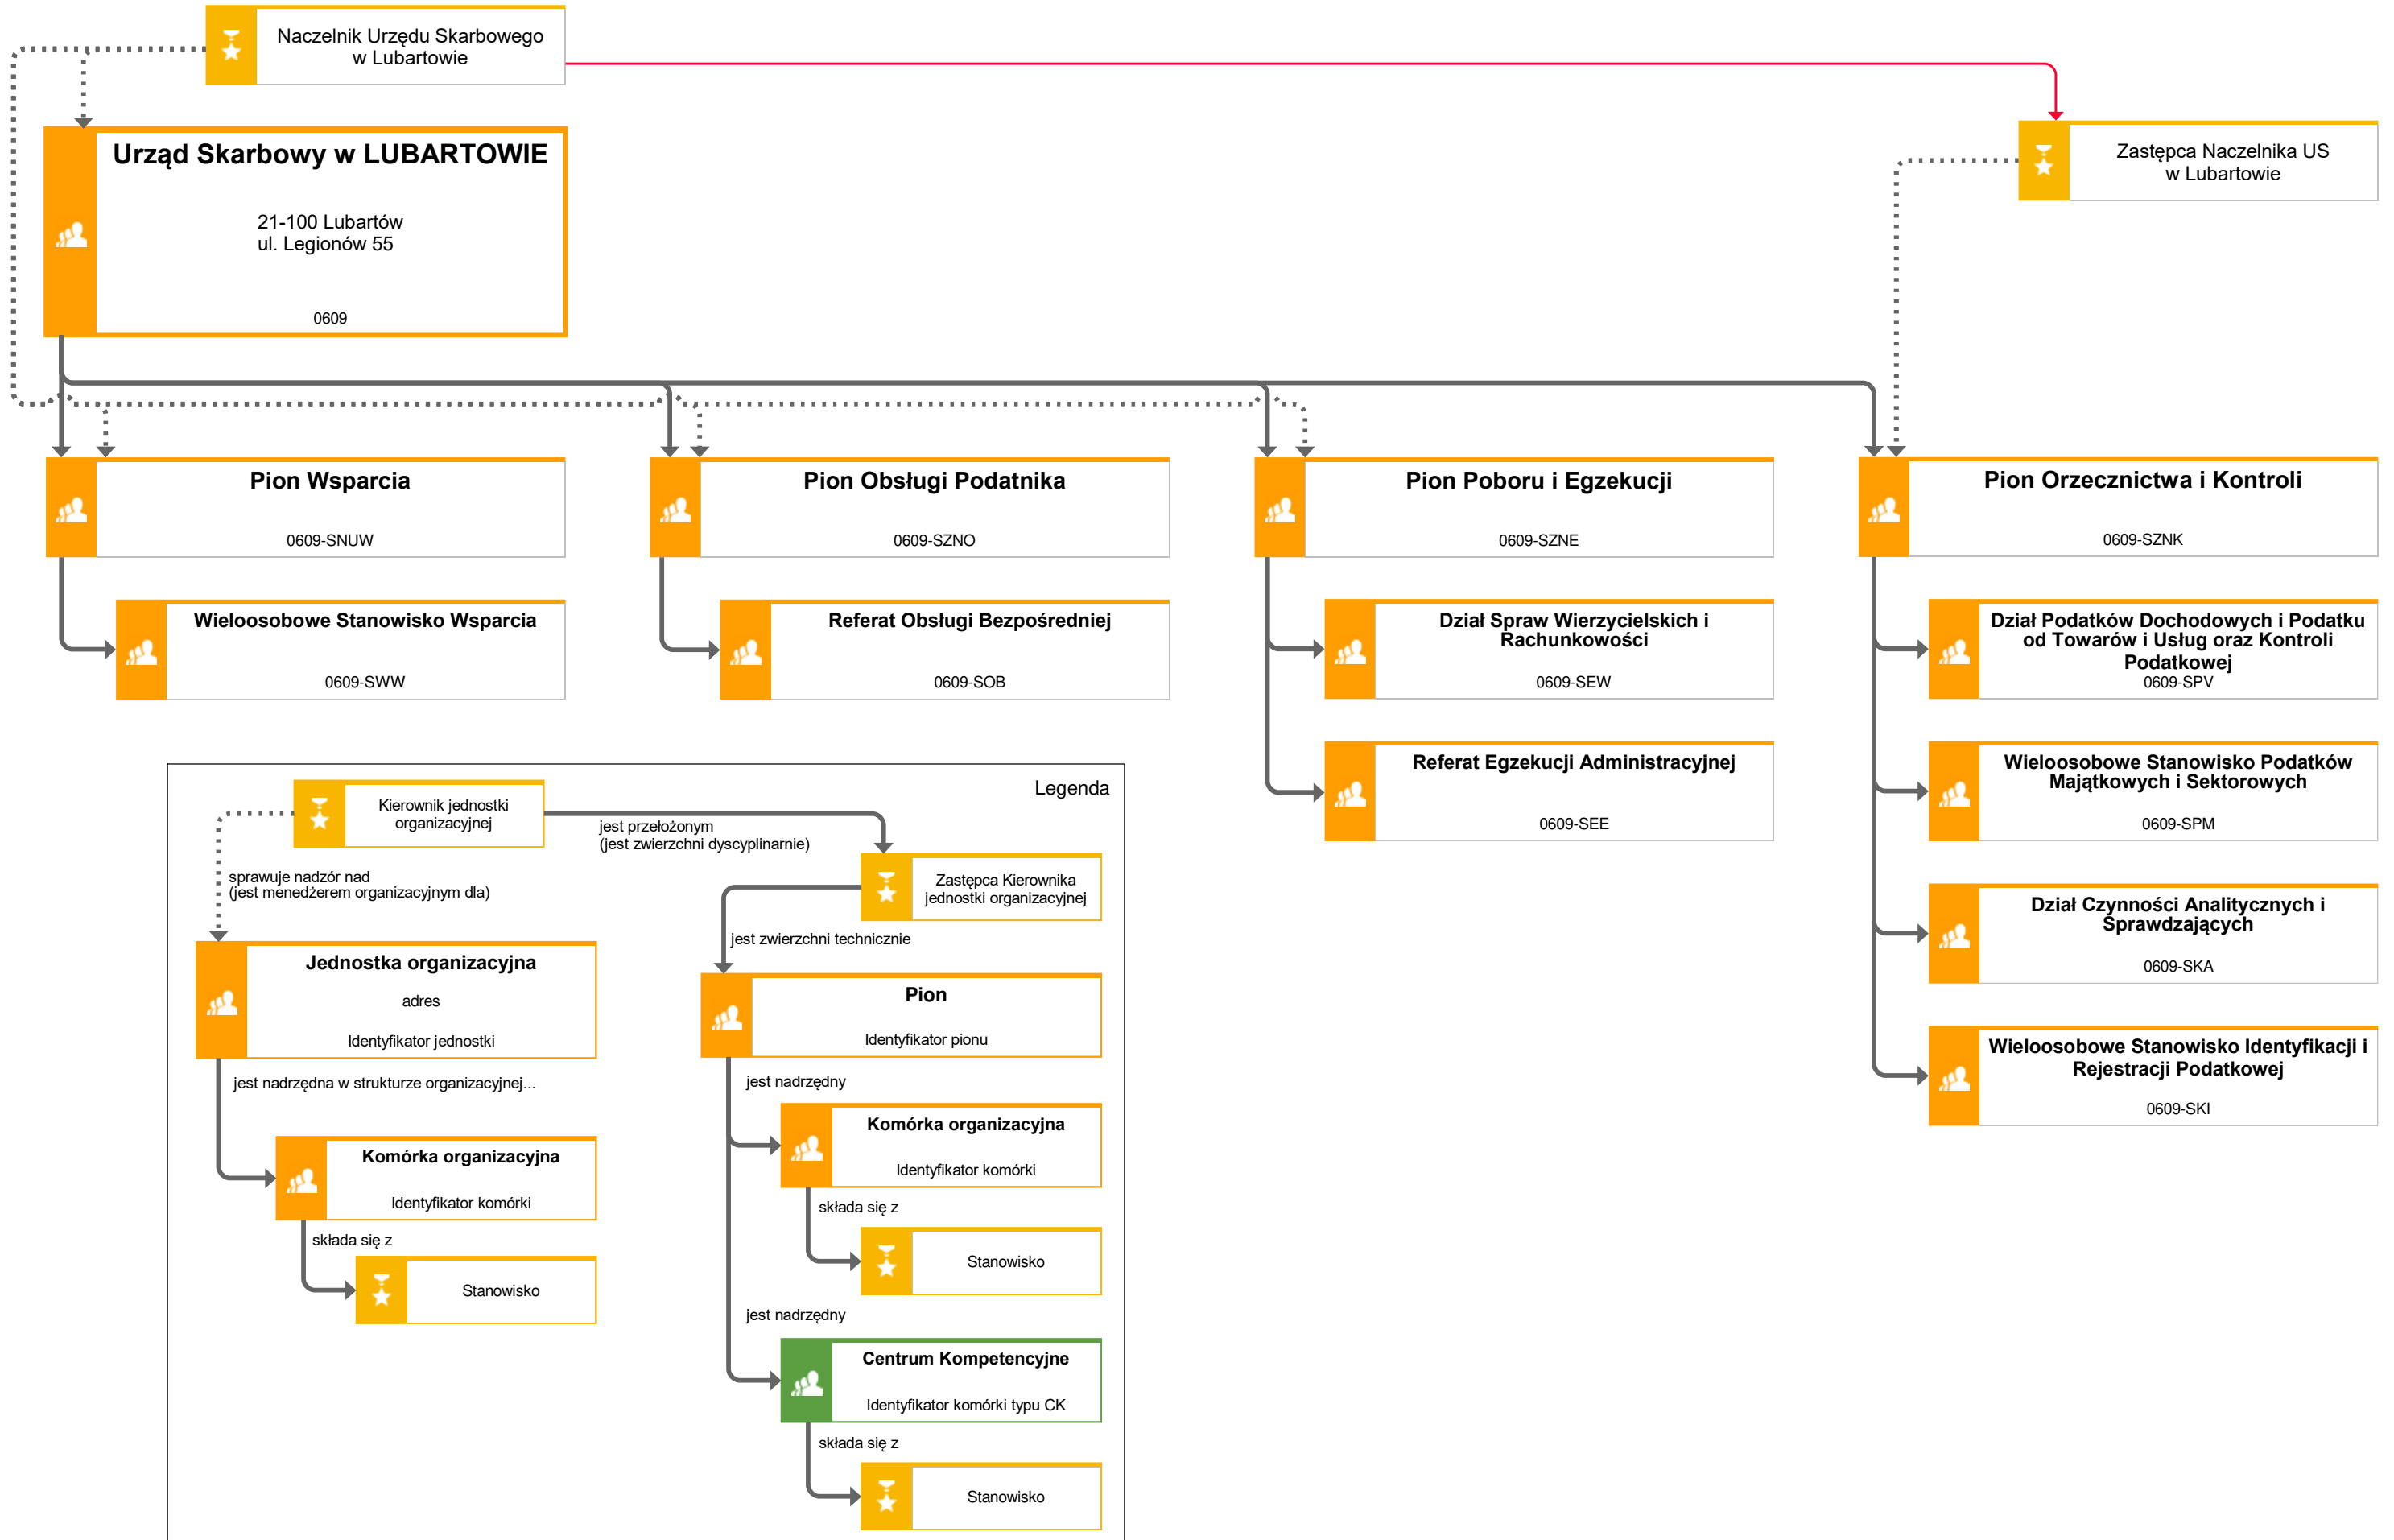 Naczelnik Urzędu Skarbowego
w Lubartowie
Urząd Skarbowy w LUBARTOWIE
21-100 Lubartów
ul. Legionów 55
0609
Zastępca Naczelnika US
w Lubartowie
Pion Wsparcia
0609-SNUW
Pion Obsługi Podatnika
0609-SZNO
Pion Poboru i Egzekucji
0609-SZNE
Pion Orzecznictwa i Kontroli
0609-SZNK
Wieloosobowe Stanowisko Wsparcia
0609-SWW
Referat Obsługi Bezpośredniej
0609-SOB
Dział Spraw Wierzycielskich i
Rachunkowości
0609-SEW
Dział Podatków Dochodowych i Podatku
od Towarów i Usług oraz Kontroli
Podatkowej
0609-SPV
Referat Egzekucji Administracyjnej
0609-SEE
Wieloosobowe Stanowisko Podatków
Majątkowych i Sektorowych
0609-SPM
Dział Czynności Analitycznych i
Sprawdzających
0609-SKA
Wieloosobowe Stanowisko Identyfikacji i
Rejestracji Podatkowej
0609-SKI
Legenda
Kierownik jednostki
organizacyjnej
jest przełożonym
(jest zwierzchni dyscyplinarnie)
sprawuje nadzór nad
(jest menedżerem organizacyjnym dla)
Zastępca Kierownika
jednostki organizacyjnej
jest zwierzchni technicznie
Jednostka organizacyjna
adres
Identyfikator jednostki
Pion
Identyfikator pionu
jest nadrzędna w strukturze organizacyjnej...
jest nadrzędny
Komórka organizacyjna
Identyfikator komórki
Komórka organizacyjna
Identyfikator komórki
składa się z
Stanowisko
składa się z
Stanowisko
jest nadrzędny
Centrum Kompetencyjne
Identyfikator komórki typu CK
składa się z
Stanowisko